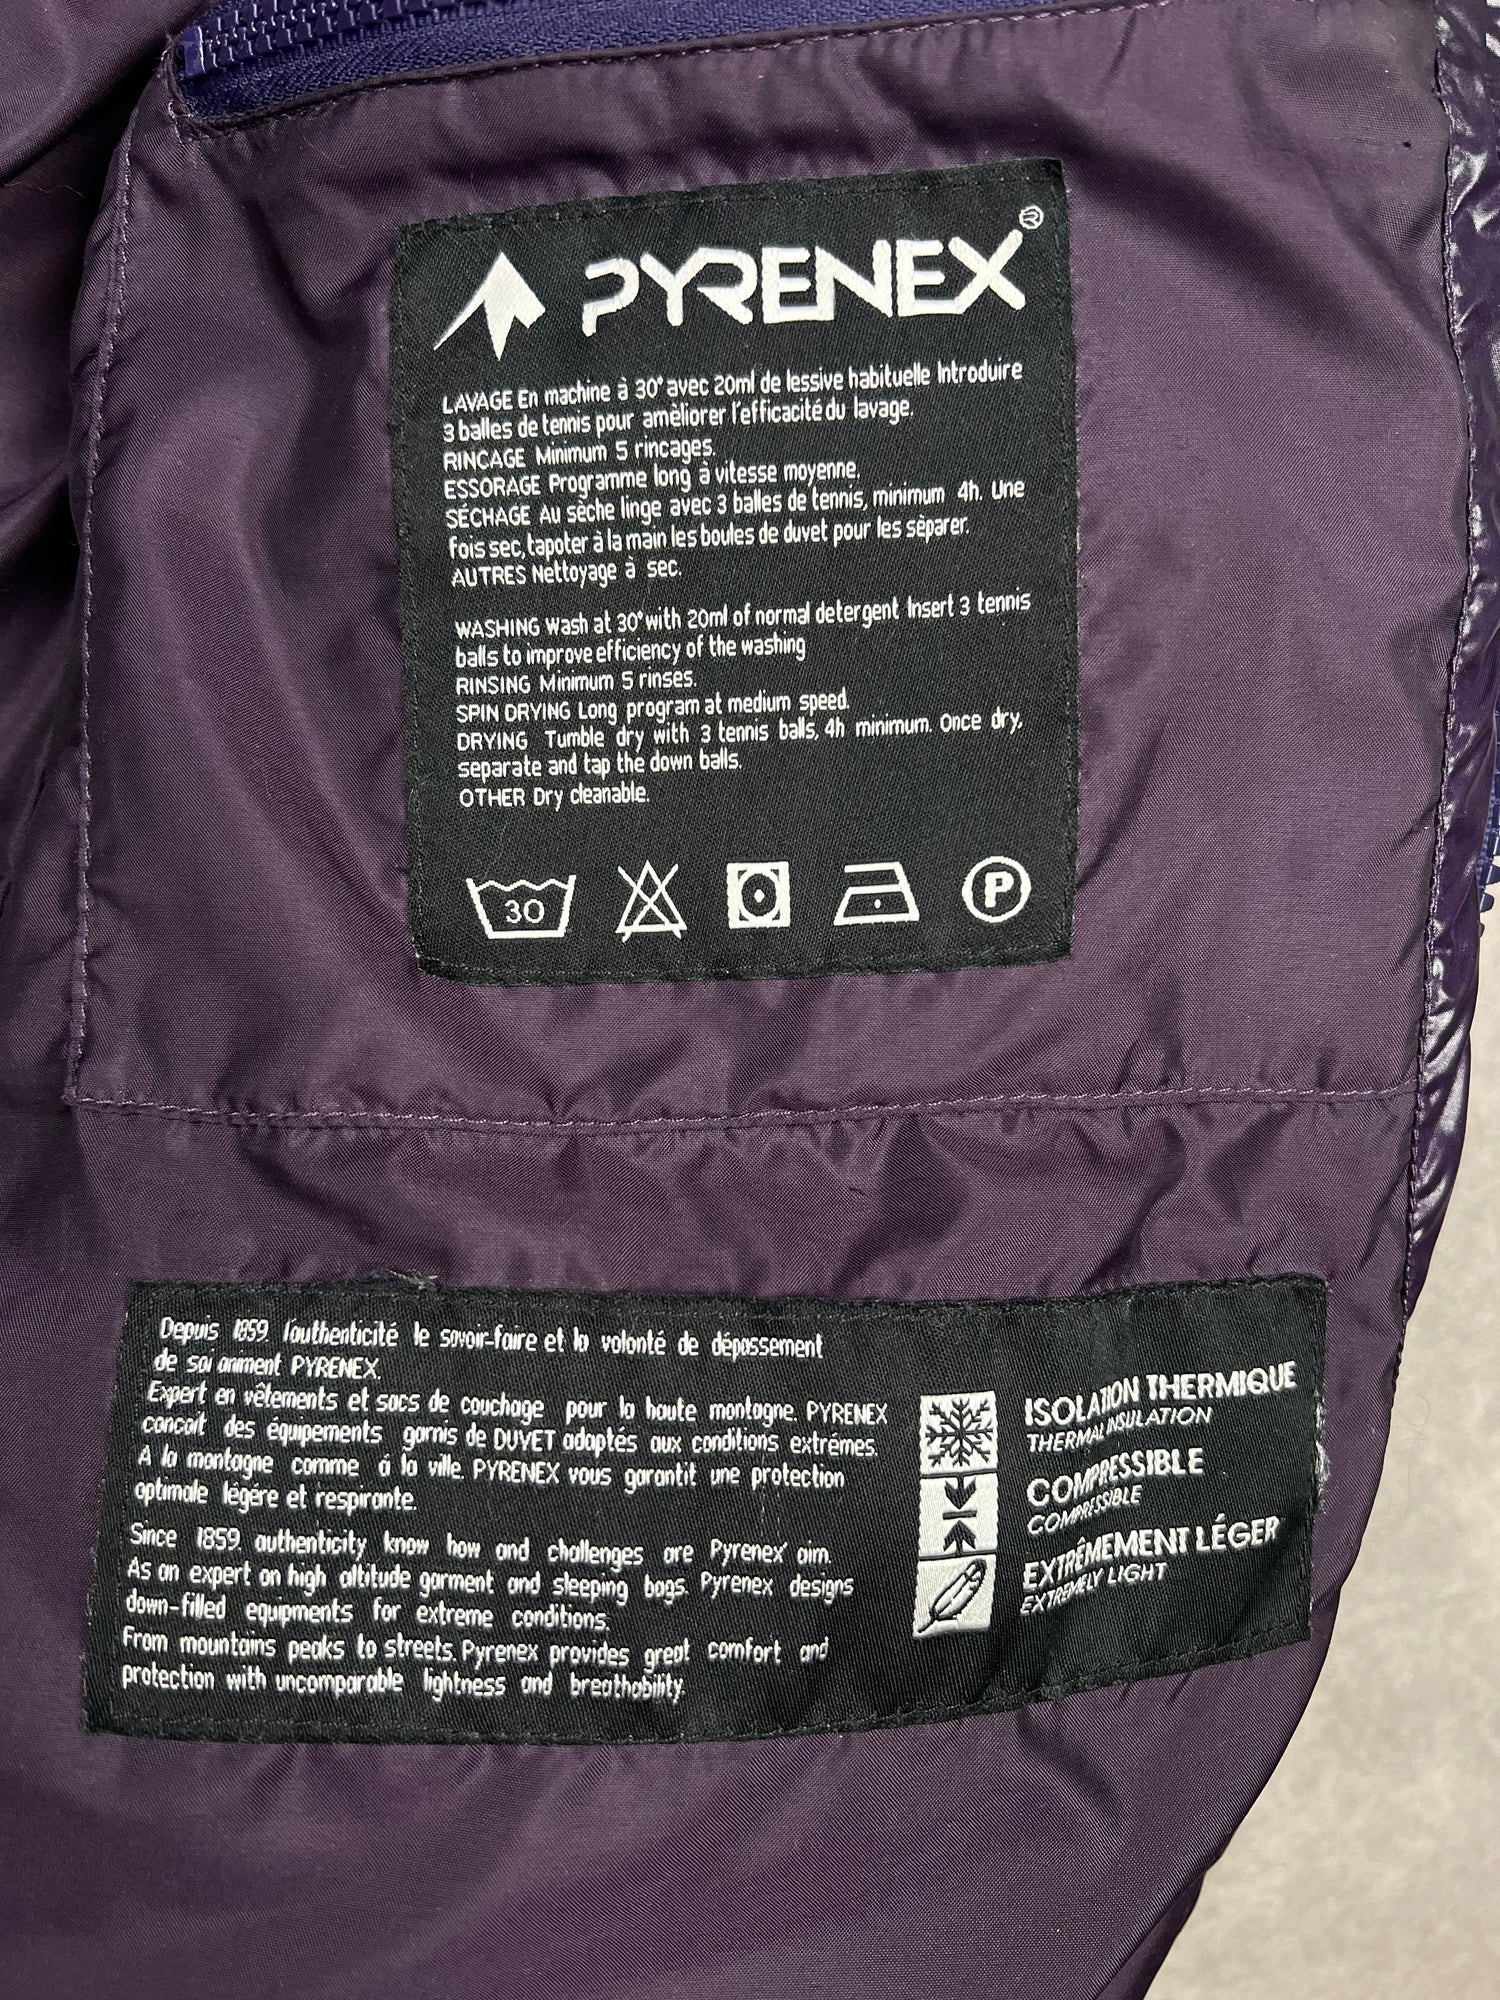 PYRENEX®
LAVAGE En machine à 30° avec 20ml de lessive habituelle Introduire
3 balles de tennis pour amèliorer l'efficacité du lavage.
RINCAGE Minimum 5 rincages.
ESSORAGE Programme long à vitesse moyenne.
SÉCHAGE Au sèche linge avec 3 balles de tennis, minimum 4h. Une
fois sec, tapoter à la main les boules de duvet pour les sèparer.
AUTRES Nettoyage à sec.
WASHING Wash at 30° with 20ml of normal detergent Insert 3 tennis
balls to improve efficiency of the washing
RINSING Minimum 5 rinses.
SPIN DRYING Long program at medium speed.
DRYING Tumble dry with 3 tennis balls, 4h minimum. Once dry,
separate and tap the down balls.
OTHER Dry cleanable.
30
P
Depuis 1859. l'authenticité le savoir-faire et la volonté de dépassement
de soi animent PYRENEX.
Expert en vêtements et sacs de couchage pour la haute montagne. PYRENEX
concoit des équipements garnis de DUVET adaptés aux conditions extrémes.
A la montagne comme á la ville. PYRENEX vous garantit une protection
optimale légére et respirante.
Since 1859. authenticity know how and challenges are Pyrenex' aim.
As an expert on high altitude garment and sleeping bags. Pyrenex designs
down-filled equipments for extreme conditions.
From mountains peaks to streets. Pyrenex provides great comfort and
protection with uncomparable lightness and breathability.
ISOLATION THERMIQUE
THERMAL INSULATION
COMPRESSIBLE
COMPRESSIBLE
EXTRÊMEMENT LÉGER
EXTREMELY LIGHT